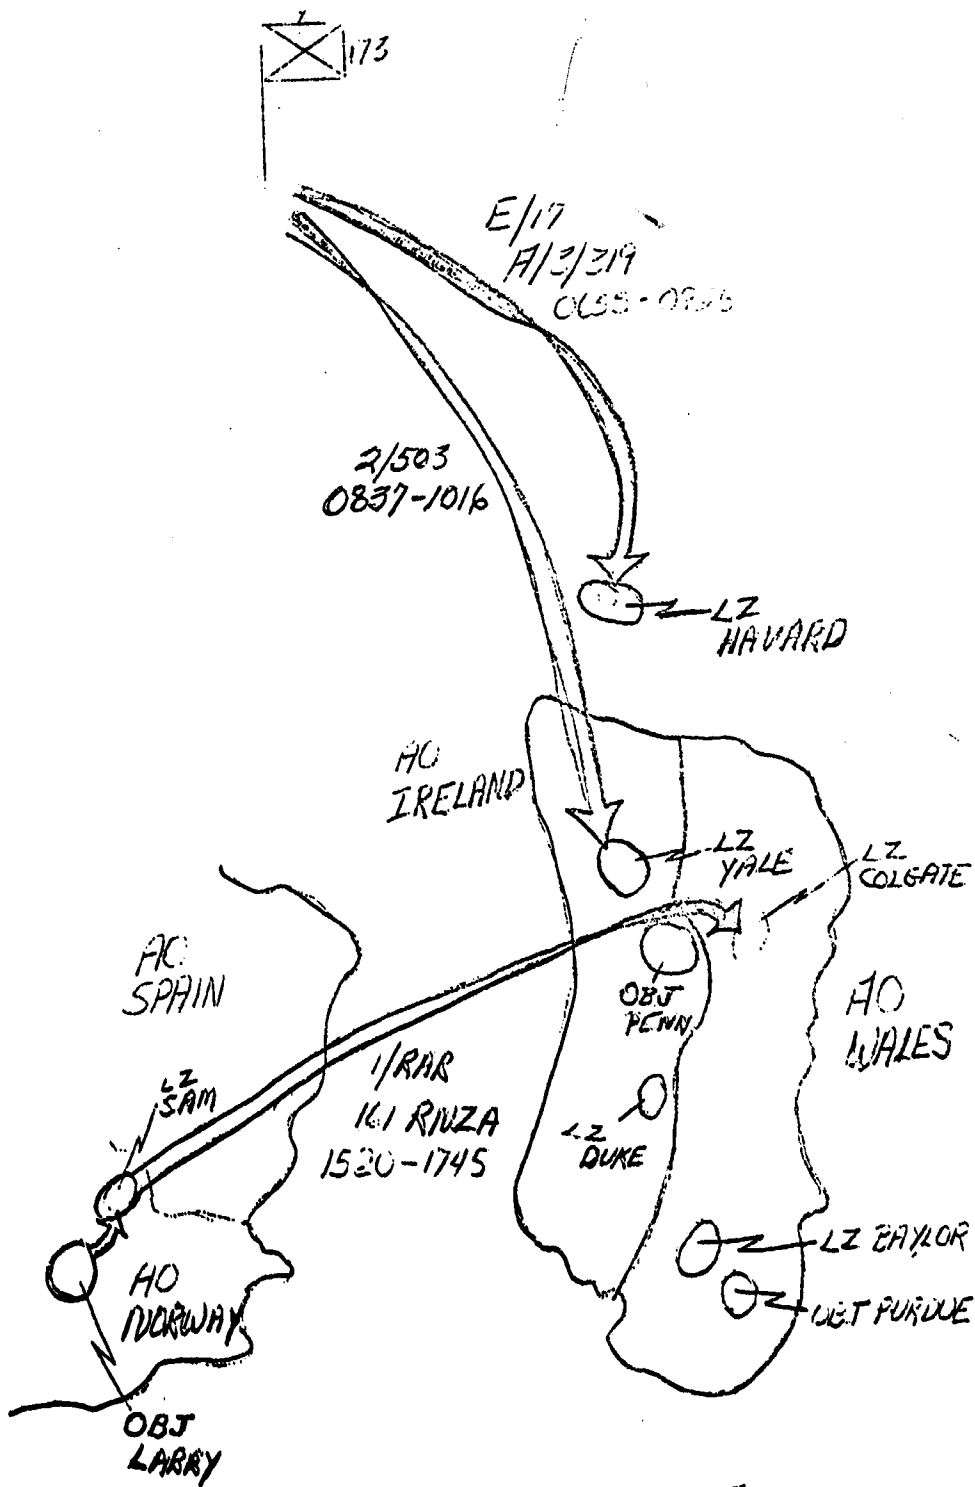 173
E/17
A/3/319
2/503
0837-1016
LZ
HAVARD
AO
IRELAND
LZ
YALE
LZ
COLGATE
AO
SPAIN
OBJ
PENN
AO
WALES
LZ
SAM
1/RAR
161 RNZA
1520-1745
LZ
DUKE
LZ BAYLOR
AO
NORWAY
OBJ PURDUE
OBJ
LARRY